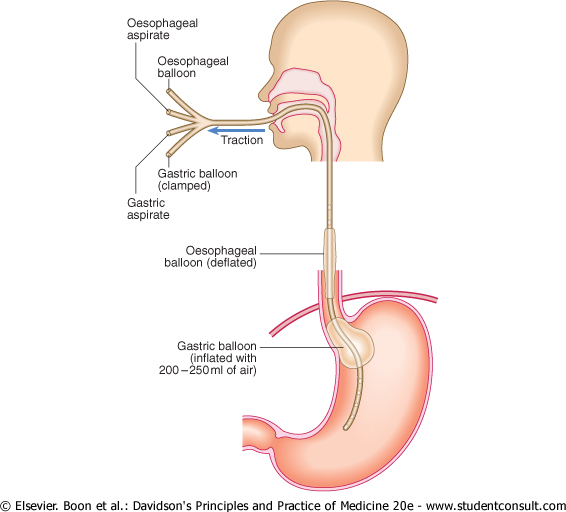 Oesophageal
aspirate
Oesophageal
balloon
Traction
Gastric balloon
(clamped)
Gastric
aspirate
Oesophageal
balloon (deflated)
Gastric balloon
(inflated with
200–250 ml of air)
© Elsevier. Boon et al.: Davidson's Principles and Practice of Medicine 20e - www.studentconsult.com